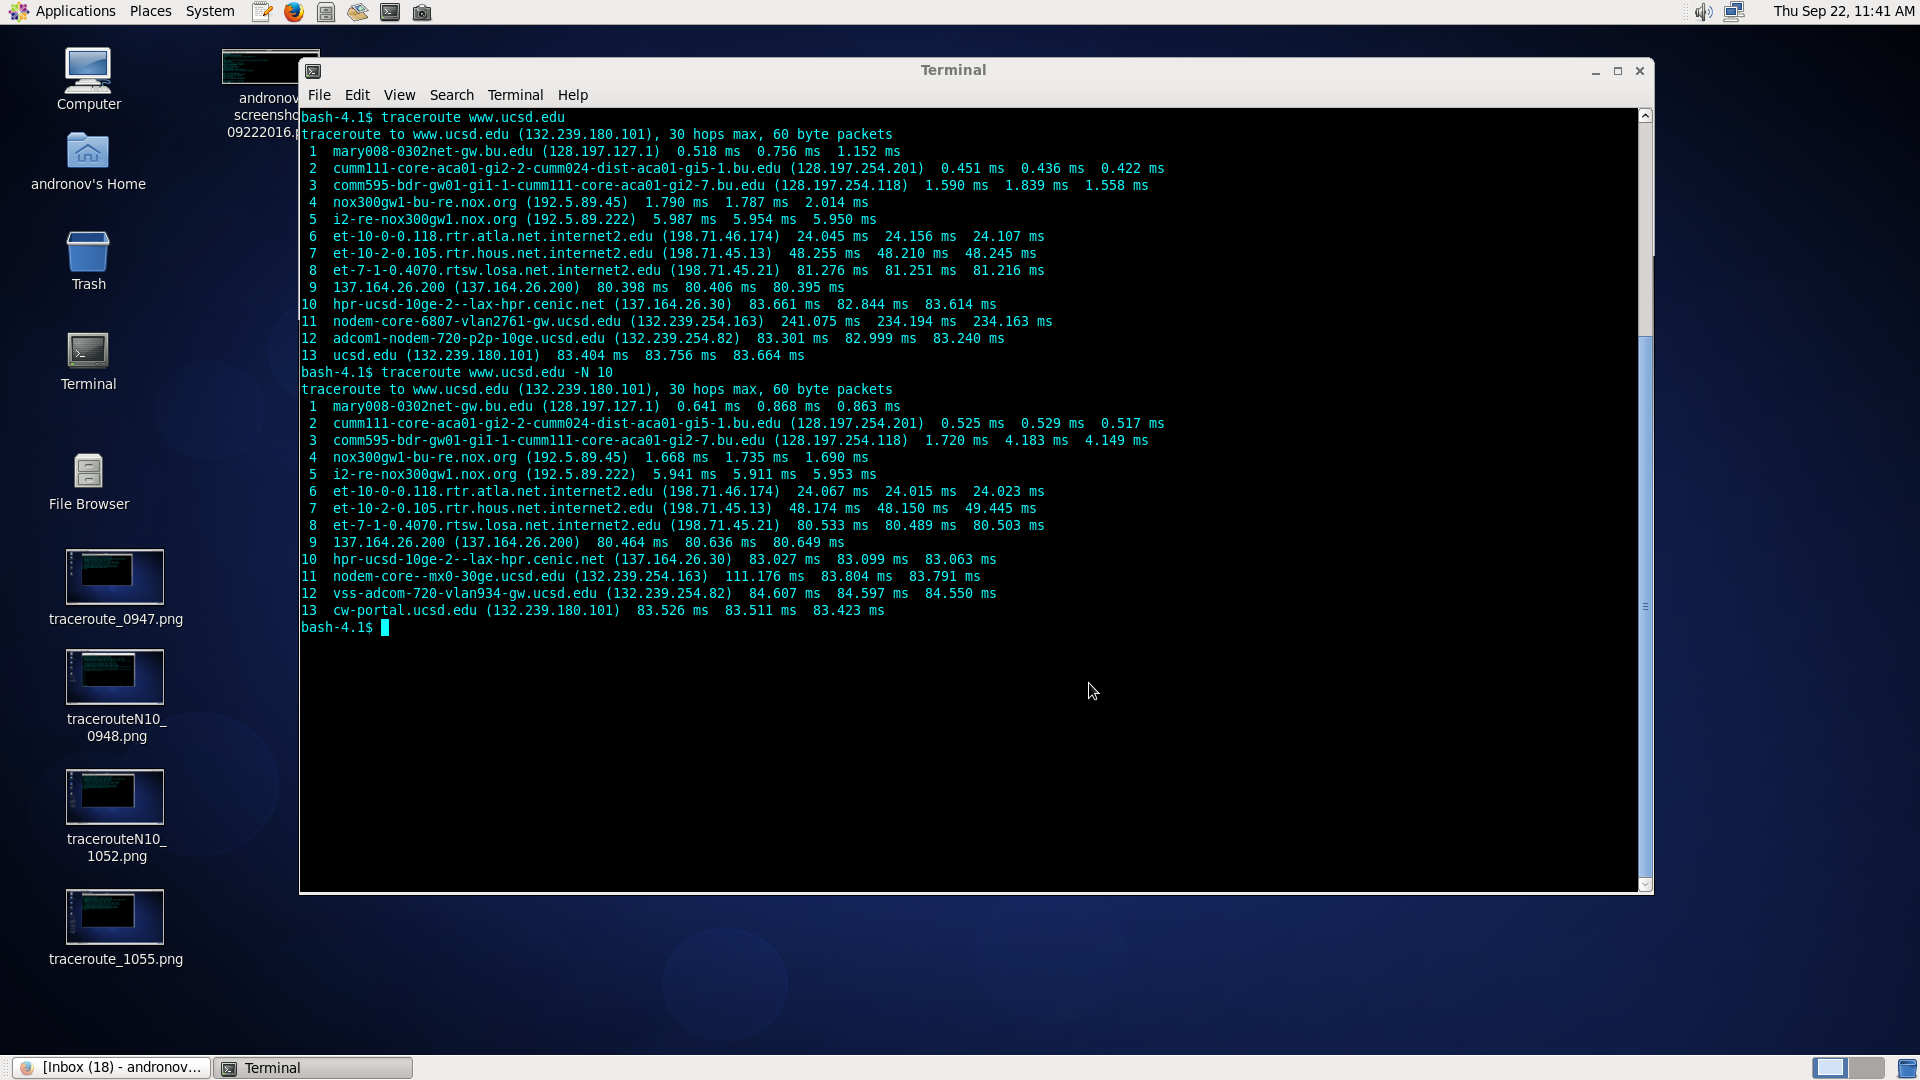 Applications Places System
Thu Sep 22, 11:41 AM
Computer
andronov's Home
Trash
Terminal
File Browser
traceroute_0947.png
tracerouteN10_
0948.png
tracerouteN10_
1052.png
traceroute_1055.png
andronov
screensho
09222016.p
Terminal
File Edit View Search Terminal Help
bash-4.1$ traceroute www.ucsd.edu
traceroute to www.ucsd.edu (132.239.180.101), 30 hops max, 60 byte packets
1 mary008-0302net-gw.bu.edu (128.197.127.1) 0.518 ms 0.756 ms 1.152 ms
2 cumm111-core-aca01-gi2-2-cumm024-dist-aca01-gi5-1.bu.edu (128.197.254.201) 0.451 ms 0.436 ms 0.422 ms
3 comm595-bdr-gw01-gi1-1-cumm111-core-aca01-gi2-7.bu.edu (128.197.254.118) 1.590 ms 1.839 ms 1.558 ms
4 nox300gw1-bu-re.nox.org (192.5.89.45) 1.790 ms 1.787 ms 2.014 ms
5 i2-re-nox300gw1.nox.org (192.5.89.222) 5.987 ms 5.954 ms 5.950 ms
6 et-10-0-0.118.rtr.atla.net.internet2.edu (198.71.46.174) 24.045 ms 24.156 ms 24.107 ms
7 et-10-2-0.105.rtr.hous.net.internet2.edu (198.71.45.13) 48.255 ms 48.210 ms 48.245 ms
8 et-7-1-0.4070.rtsw.losa.net.internet2.edu (198.71.45.21) 81.276 ms 81.251 ms 81.216 ms
9 137.164.26.200 (137.164.26.200) 80.398 ms 80.406 ms 80.395 ms
10 hpr-ucsd-10ge-2--lax-hpr.cenic.net (137.164.26.30) 83.661 ms 82.844 ms 83.614 ms
11 nodem-core-6807-vlan2761-gw.ucsd.edu (132.239.254.163) 241.075 ms 234.194 ms 234.163 ms
12 adcom1-nodem-720-p2p-10ge.ucsd.edu (132.239.254.82) 83.301 ms 82.999 ms 83.240 ms
13 ucsd.edu (132.239.180.101) 83.404 ms 83.756 ms 83.664 ms
bash-4.1$ traceroute www.ucsd.edu -N 10
traceroute to www.ucsd.edu (132.239.180.101), 30 hops max, 60 byte packets
1 mary008-0302net-gw.bu.edu (128.197.127.1) 0.641 ms 0.868 ms 0.863 ms
2 cumm111-core-aca01-gi2-2-cumm024-dist-aca01-gi5-1.bu.edu (128.197.254.201) 0.525 ms 0.529 ms 0.517 ms
3 comm595-bdr-gw01-gi1-1-cumm111-core-aca01-gi2-7.bu.edu (128.197.254.118) 1.720 ms 4.183 ms 4.149 ms
4 nox300gw1-bu-re.nox.org (192.5.89.45) 1.668 ms 1.735 ms 1.690 ms
5 i2-re-nox300gw1.nox.org (192.5.89.222) 5.941 ms 5.911 ms 5.953 ms
6 et-10-0-0.118.rtr.atla.net.internet2.edu (198.71.46.174) 24.067 ms 24.015 ms 24.023 ms
7 et-10-2-0.105.rtr.hous.net.internet2.edu (198.71.45.13) 48.174 ms 48.150 ms 49.445 ms
8 et-7-1-0.4070.rtsw.losa.net.internet2.edu (198.71.45.21) 80.533 ms 80.489 ms 80.503 ms
9 137.164.26.200 (137.164.26.200) 80.464 ms 80.636 ms 80.649 ms
10 hpr-ucsd-10ge-2--lax-hpr.cenic.net (137.164.26.30) 83.027 ms 83.099 ms 83.063 ms
11 nodem-core--mx0-30ge.ucsd.edu (132.239.254.163) 111.176 ms 83.804 ms 83.791 ms
12 vss-adcom-720-vlan934-gw.ucsd.edu (132.239.254.82) 84.607 ms 84.597 ms 84.550 ms
13 cw-portal.ucsd.edu (132.239.180.101) 83.526 ms 83.511 ms 83.423 ms
bash-4.1$
[Inbox (18) - andronov...
Terminal